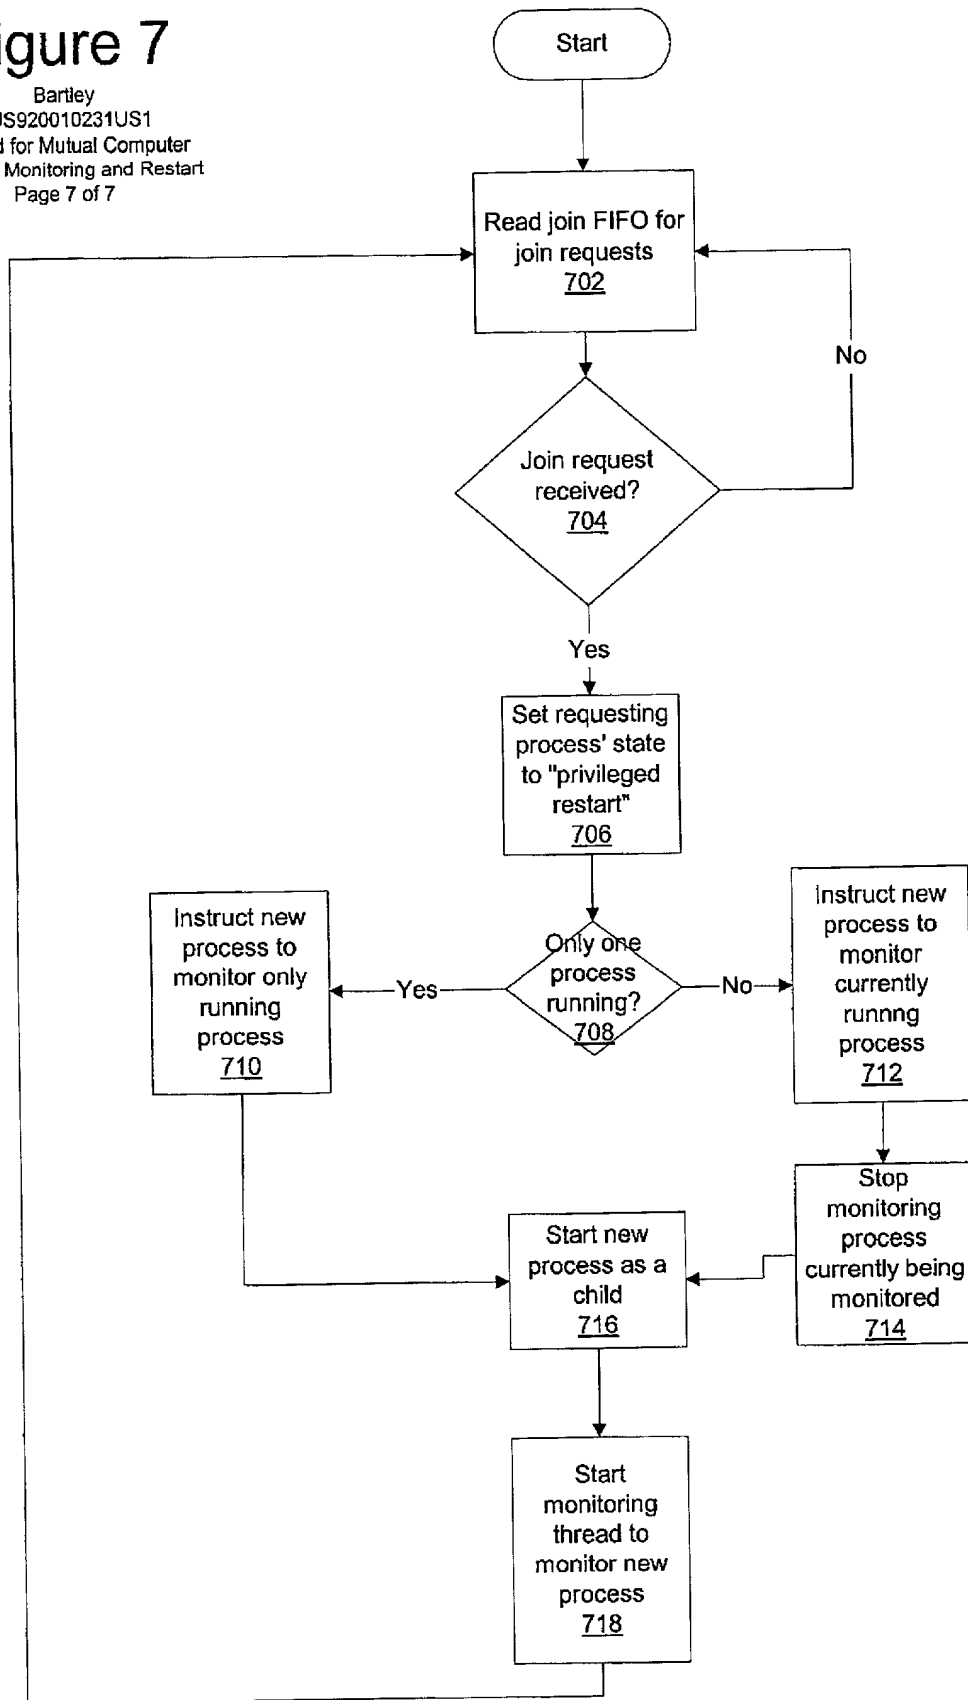 igure 7
Bartley
US920010231US1
d for Mutual Computer
Monitoring and Restart
Page 7 of 7
Start
Read join FIFO for
join requests
702
No
Join request
received?
704
Yes
Set requesting
process' state
to "privileged
restart"
706
Only one
process
running?
708
Yes
No
Instruct new
process to
monitor only
running
process
710
Instruct new
process to
monitor
currently
runnng
process
712
Stop
monitoring
process
currently being
monitored
714
Start new
process as a
child
716
Start
monitoring
thread to
monitor new
process
718